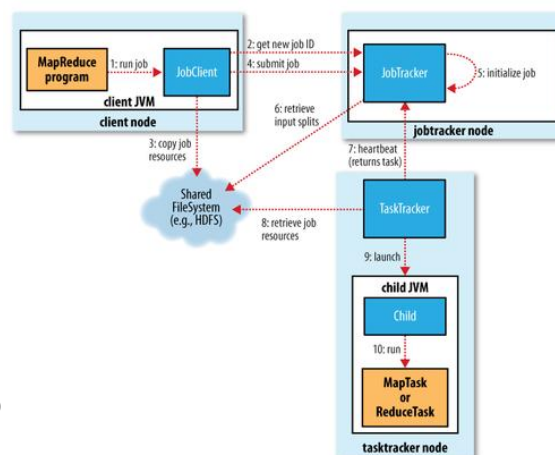 MapReduce
program
1: run job
JobClient
client JVM
client node
2: get new job ID
4: submit job
JobTracker
5: initialize job
jobtracker node
3: copy job
resources
6: retrieve
input splits
7: heartbeat
(returns task)
Shared
FileSystem
(e.g., HDFS)
8: retrieve job
resources
TaskTracker
9: launch
child JVM
Child
10: run
MapTask
or
ReduceTask
tasktracker node